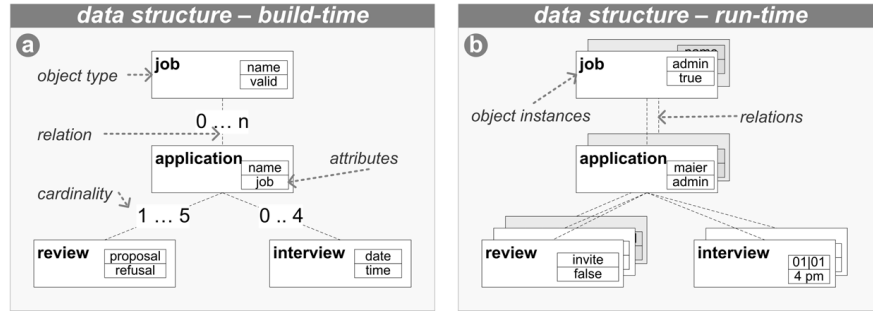 data structure – build-time
a
job
name
valid
object type
0 ... n
relation
application
name
job
attributes
cardinality
1 ... 5
0 .. 4
review
proposal
refusal
interview
date
time
data structure – run-time
b
name
job
admin
true
object instances
relations
application
maier
admin
review
invite
false
interview
01|01
4 pm